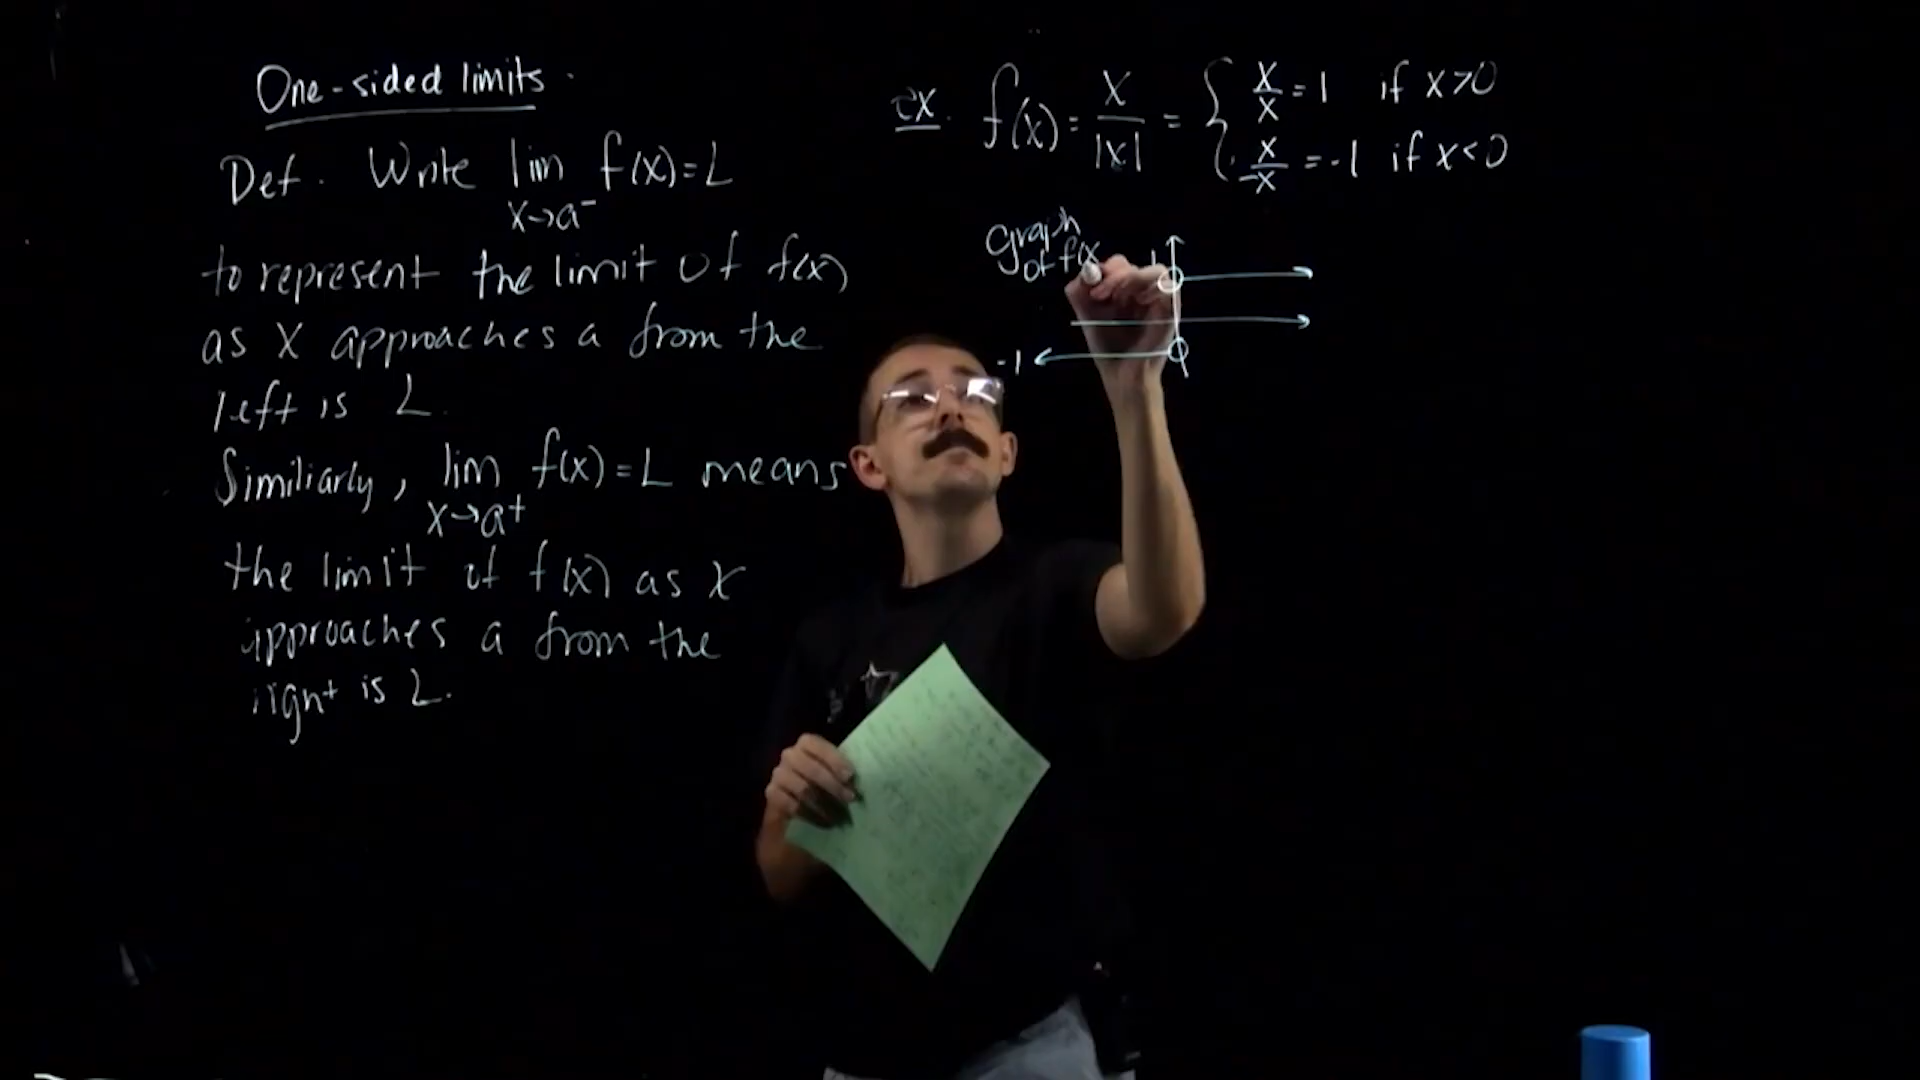 One-sided limits.
Def. Write lim f(x)=L
x→a⁻
to represent the limit of f(x)
as x approaches a from the
left is L.
Similiarly, lim f(x)=L means
x→a⁺
the limit of f(x) as x
approaches a from the
right is L.
ex. f(x) = x/|x| = { x/x = 1 if x>0
x/-x = -1 if x<0
Graph
of f(x
1
-1